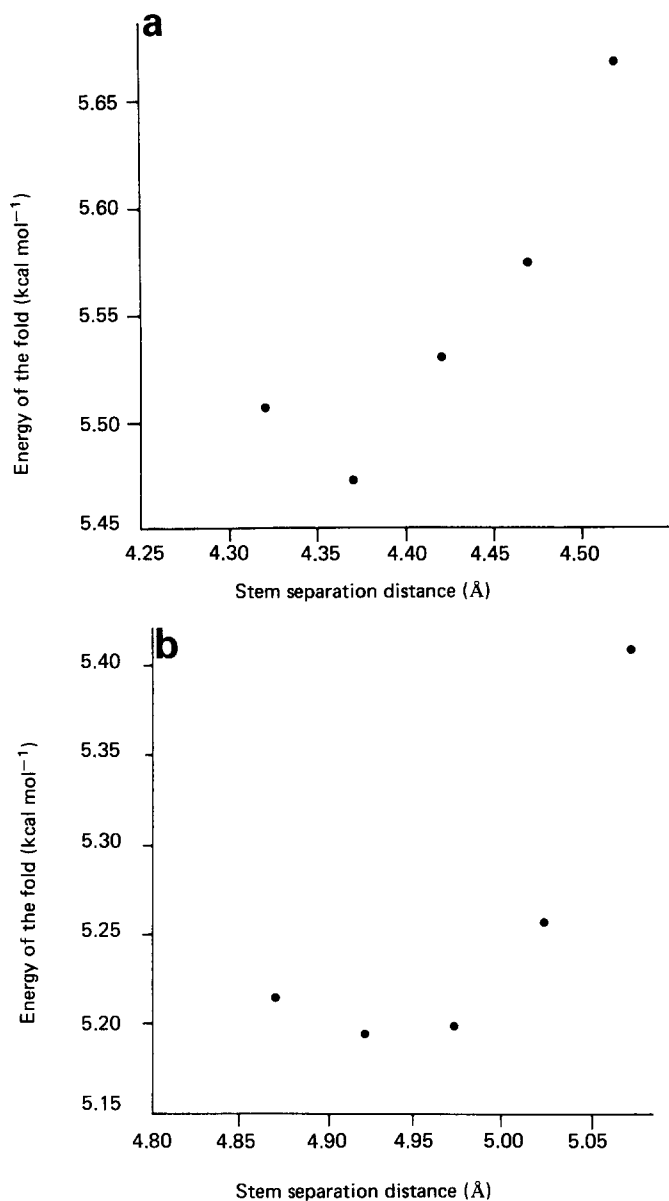 a
5.65
5.60
5.55
5.50
5.45
Energy of the fold (kcal mol⁻¹)
4.25 4.30 4.35 4.40 4.45 4.50
Stem separation distance (Å)
b
5.40
5.35
5.30
5.25
5.20
5.15
Energy of the fold (kcal mol⁻¹)
4.80 4.85 4.90 4.95 5.00 5.05
Stem separation distance (Å)